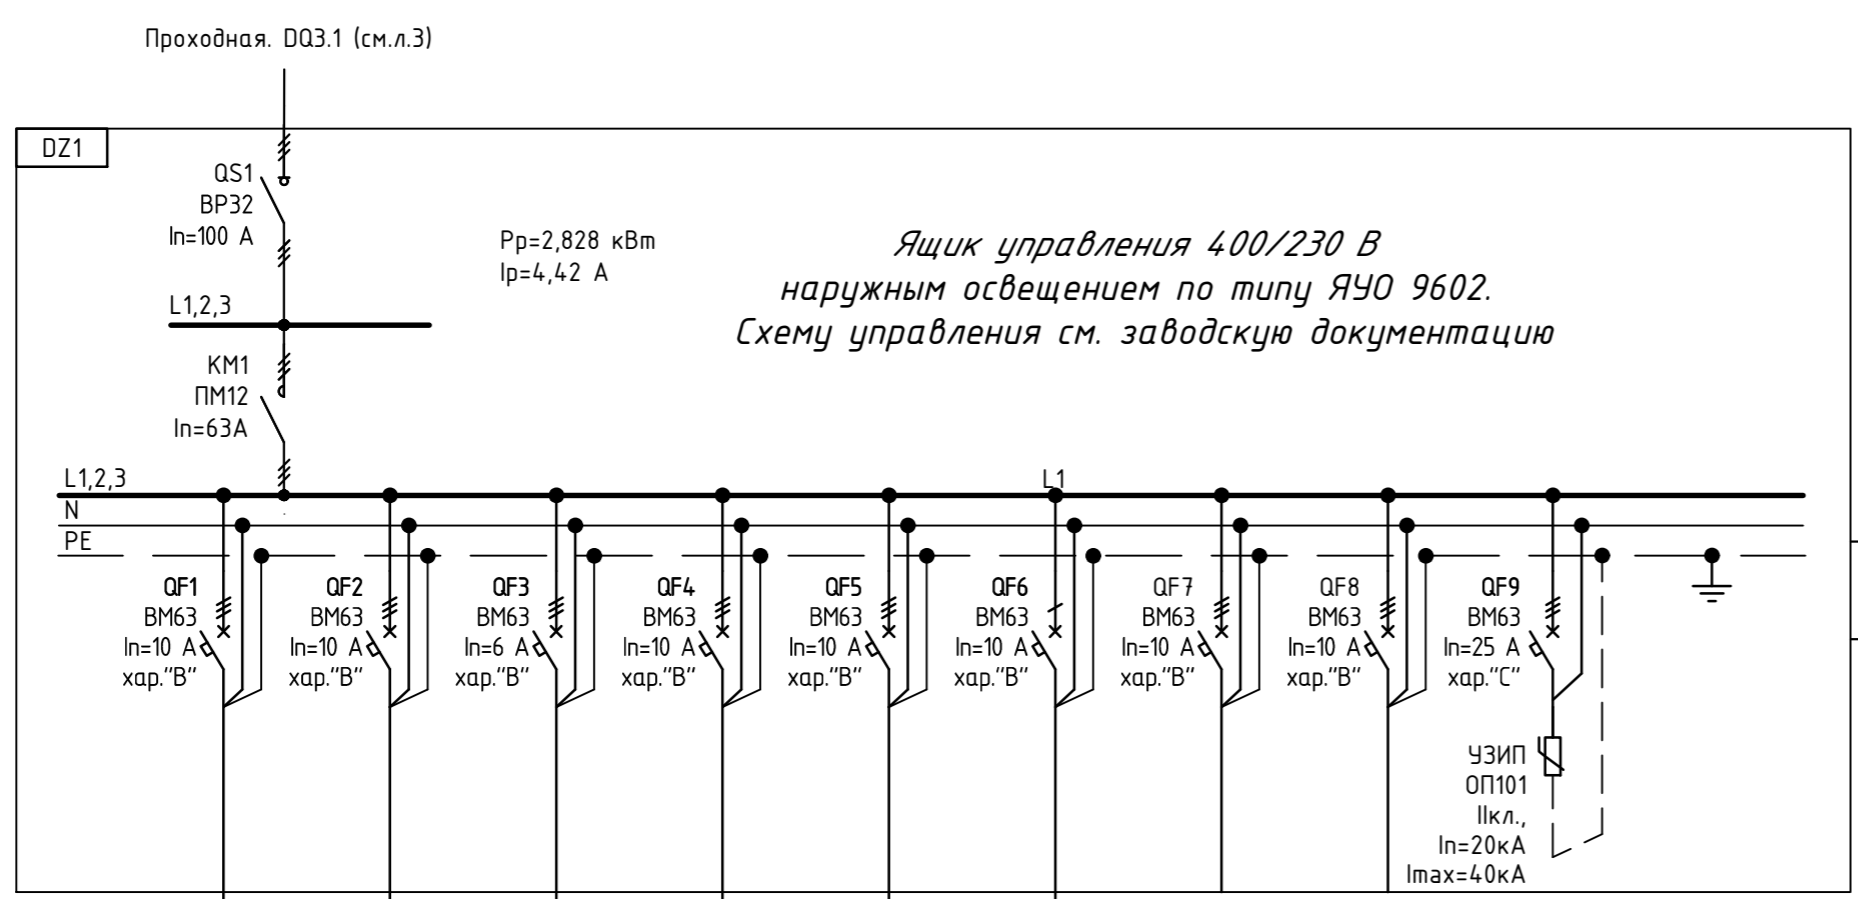 Проходная. DQ3.1 (см.л.3)
DZ1
QS1
ВР32
In=100 А
Рр=2,828 кВт
Iр=4,42 А
Ящик управления 400/230 В
наружным освещением по типу ЯУО 9602.
Схему управления см. заводскую документацию
L1,2,3
КМ1
ПМ12
In=63А
L1,2,3
L1
N
PE
QF1
ВМ63
In=10 А
хар."В"
QF2
ВМ63
In=10 А
хар."В"
QF3
ВМ63
In=6 А
хар."В"
QF4
ВМ63
In=10 А
хар."В"
QF5
ВМ63
In=10 А
хар."В"
QF6
ВМ63
In=10 А
хар."В"
QF7
ВМ63
In=10 А
хар."В"
QF8
ВМ63
In=10 А
хар."В"
QF9
ВМ63
In=25 А
хар."С"
УЗИП
ОП101
IIкл.,
In=20кА
Imax=40кА